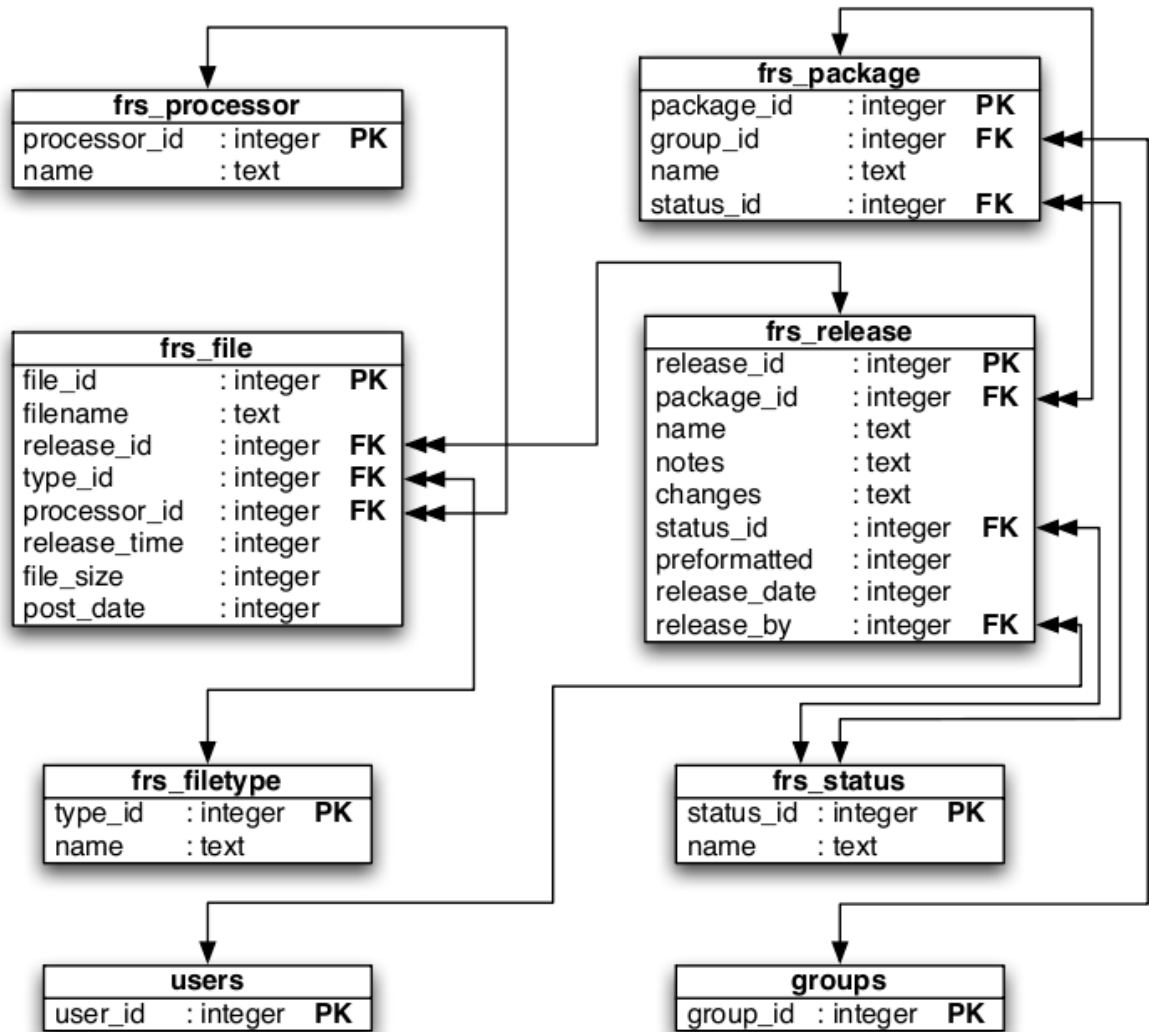 frs_processor
processor_id : integer PK
name : text
frs_package
package_id : integer PK
group_id : integer FK
name : text
status_id : integer FK
frs_file
file_id : integer PK
filename : text
release_id : integer FK
type_id : integer FK
processor_id : integer FK
release_time : integer
file_size : integer
post_date : integer
frs_release
release_id : integer PK
package_id : integer FK
name : text
notes : text
changes : text
status_id : integer FK
preformatted : integer
release_date : integer
release_by : integer FK
frs_filetype
type_id : integer PK
name : text
frs_status
status_id : integer PK
name : text
users
user_id : integer PK
groups
group_id : integer PK